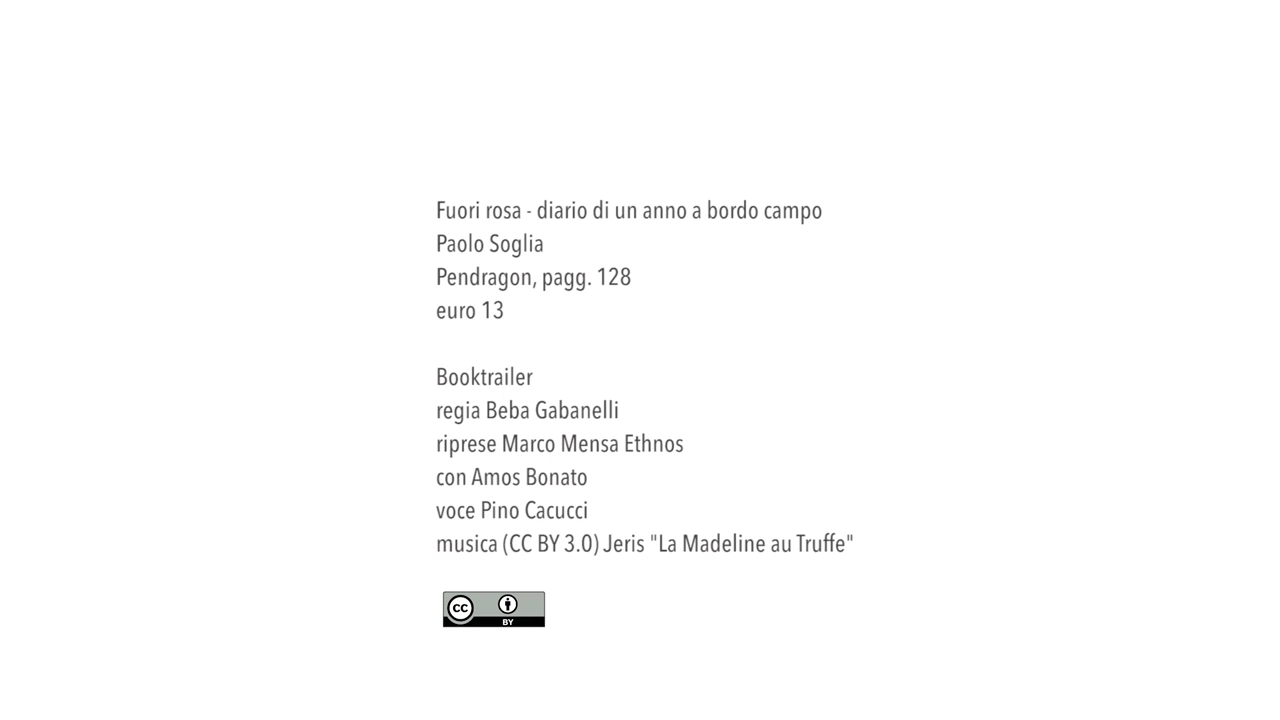 Fuori rosa - diario di un anno a bordo campo
Paolo Soglia
Pendragon, pagg. 128
euro 13
Booktrailer
regia Beba Gabanelli
riprese Marco Mensa Ethnos
con Amos Bonato
voce Pino Cacucci
musica (CC BY 3.0) Jeris "La Madeline au Truffe"
cc
BY